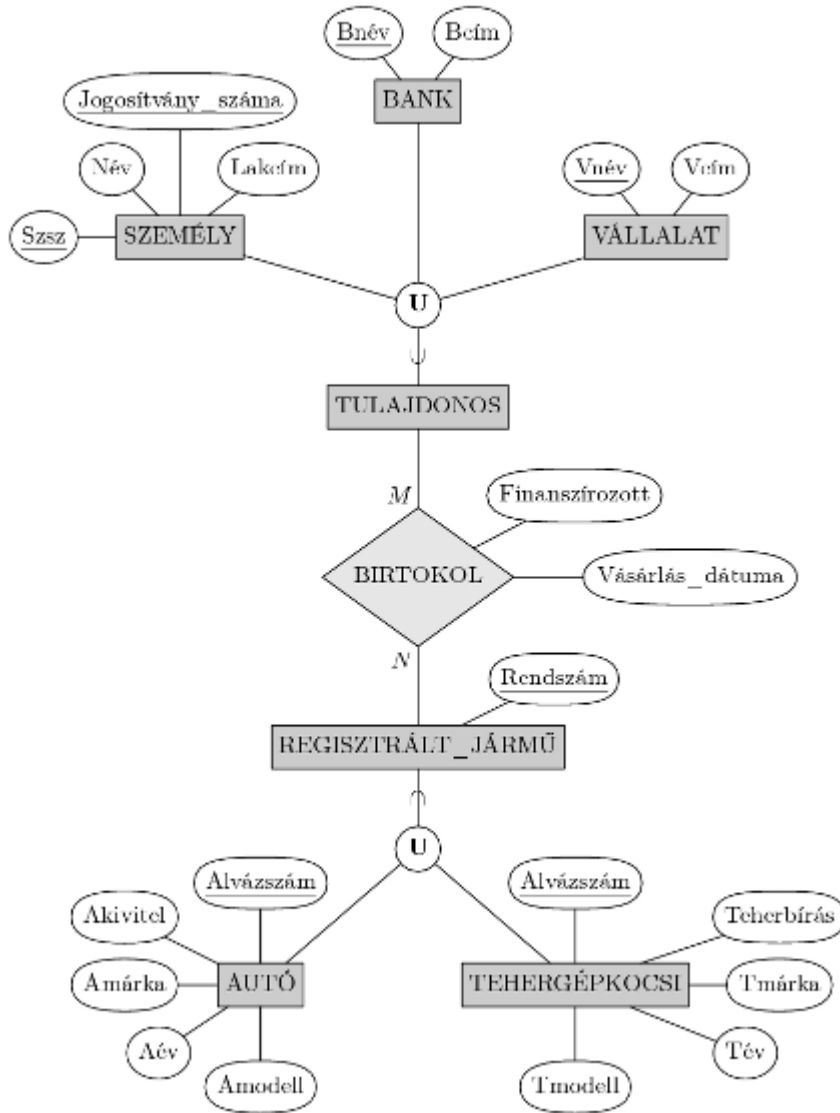 Bnév Bcím
BANK
Jogosítvány_száma
Név Lakcím
Szsz SZEMÉLY
Vnév Vcím
VÁLLALAT
U
∪
TULAJDONOS
M
Finanszírozott
BIRTOKOL
Vásárlás_dátuma
N
Rendszám
REGISZTRÁLT_JÁRMŰ
∩
U
Alvázszám Alvázszám
Akivitel Teherbírás
Amárka AUTÓ TEHERGÉPKOCSI Tmárka
Aév Tév
Amodell Tmodell